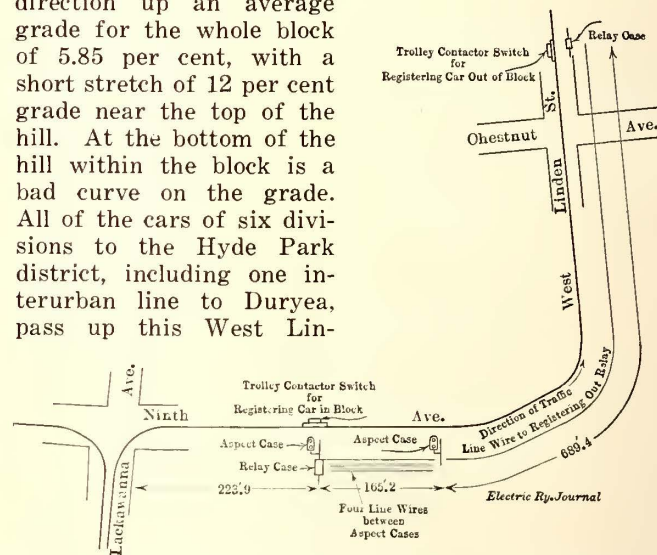 direction up an average
grade for the whole block
of 5.85 per cent, with a
short stretch of 12 per cent
grade near the top of the
hill. At the bottom of the
hill within the block is a
bad curve on the grade.
All of the cars of six divi-
sions to the Hyde Park
district, including one in-
terurban line to Duryea,
pass up this West Lin-
Trolley Contactor Switch
for
Registering Car Out of Block
Relay Case
Chestnut
Ave.
St.
Linden
West
Direction of Traffic
Line Wire to Registering Out Relay
689.'4
Ave.
Ninth
Lackawanna
Trolley Contactor Switch
for
Registering Car in Block
Ave.
Aspect Case
Aspect Case
Relay Case
223.'9
165.'2
Four Line Wires
between
Aspect Cases
Electric Ry. Journal